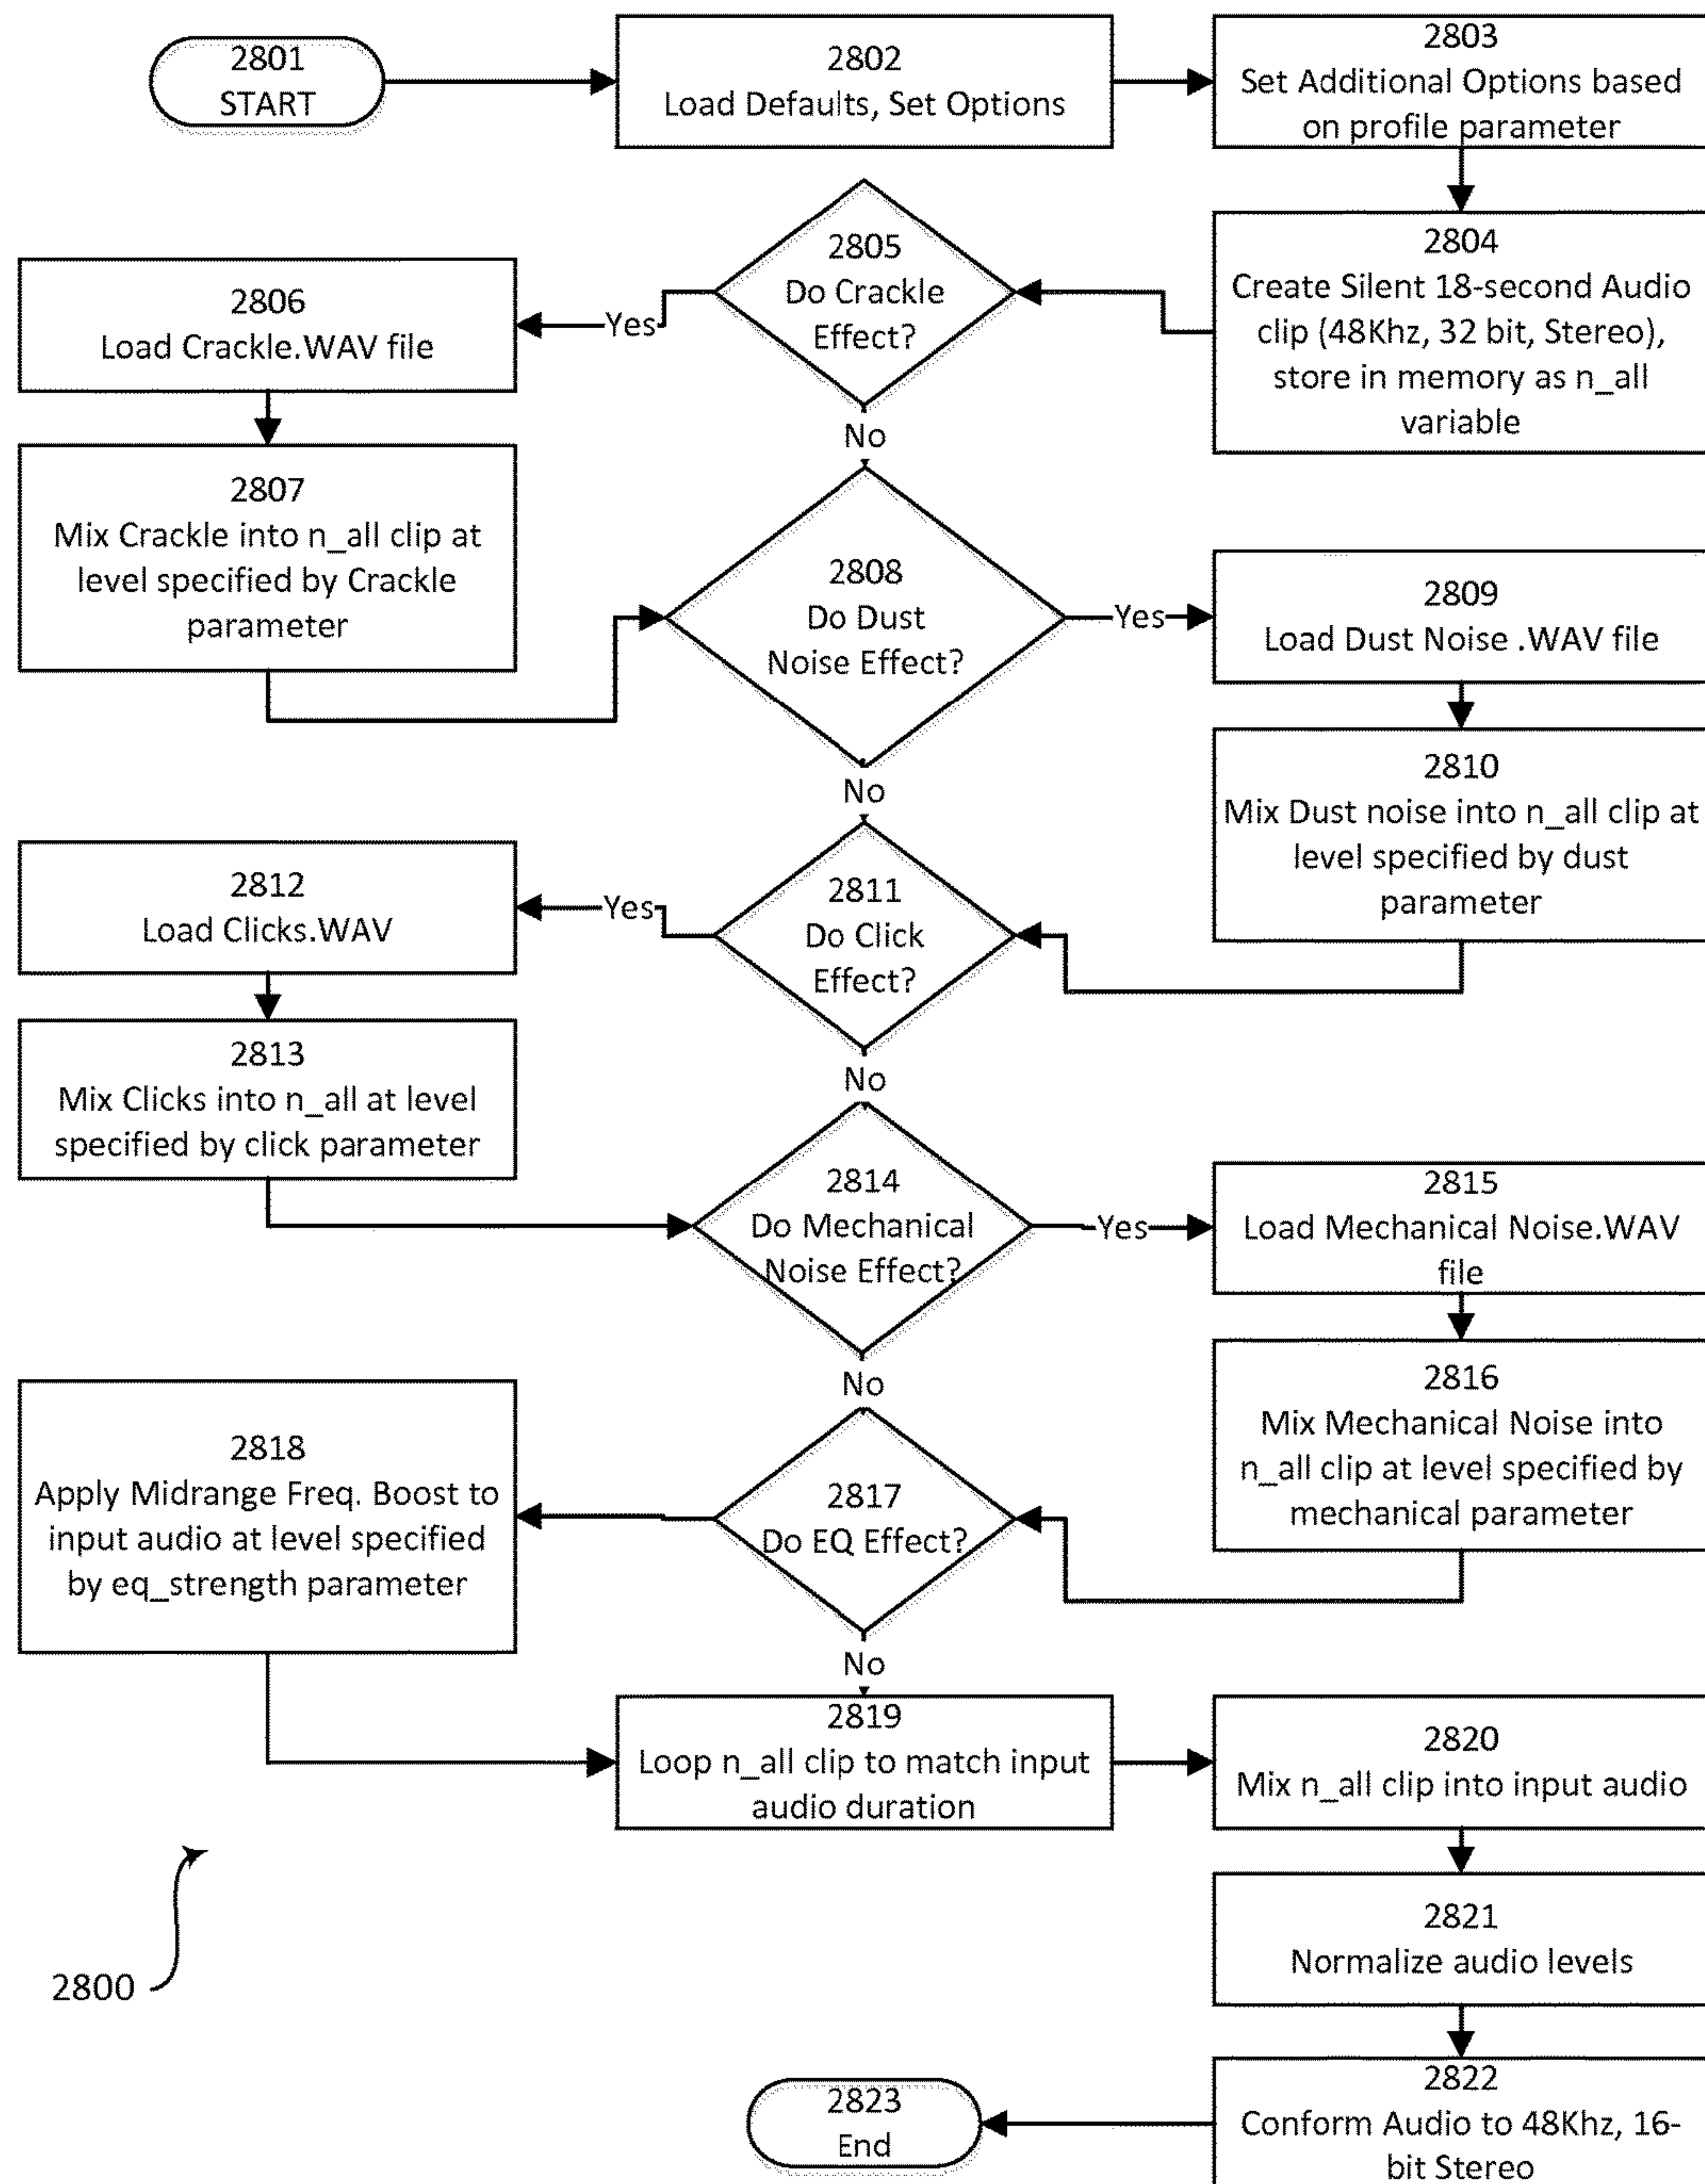 2801
START
2802
Load Defaults, Set Options
2803
Set Additional Options based
on profile parameter
2804
Create Silent 18-second Audio
clip (48Khz, 32 bit, Stereo),
store in memory as n_all
variable
2805
Do Crackle
Effect?
Yes
No
2806
Load Crackle.WAV file
2807
Mix Crackle into n_all clip at
level specified by Crackle
parameter
2808
Do Dust
Noise Effect?
Yes
No
2809
Load Dust Noise .WAV file
2810
Mix Dust noise into n_all clip at
level specified by dust
parameter
2811
Do Click
Effect?
Yes
No
2812
Load Clicks.WAV
2813
Mix Clicks into n_all at level
specified by click parameter
2814
Do Mechanical
Noise Effect?
Yes
No
2815
Load Mechanical Noise.WAV
file
2816
Mix Mechanical Noise into
n_all clip at level specified by
mechanical parameter
2817
Do EQ Effect?
No
2818
Apply Midrange Freq. Boost to
input audio at level specified
by eq_strength parameter
2819
Loop n_all clip to match input
audio duration
2820
Mix n_all clip into input audio
2821
Normalize audio levels
2822
Conform Audio to 48Khz, 16-
bit Stereo
2823
End
2800